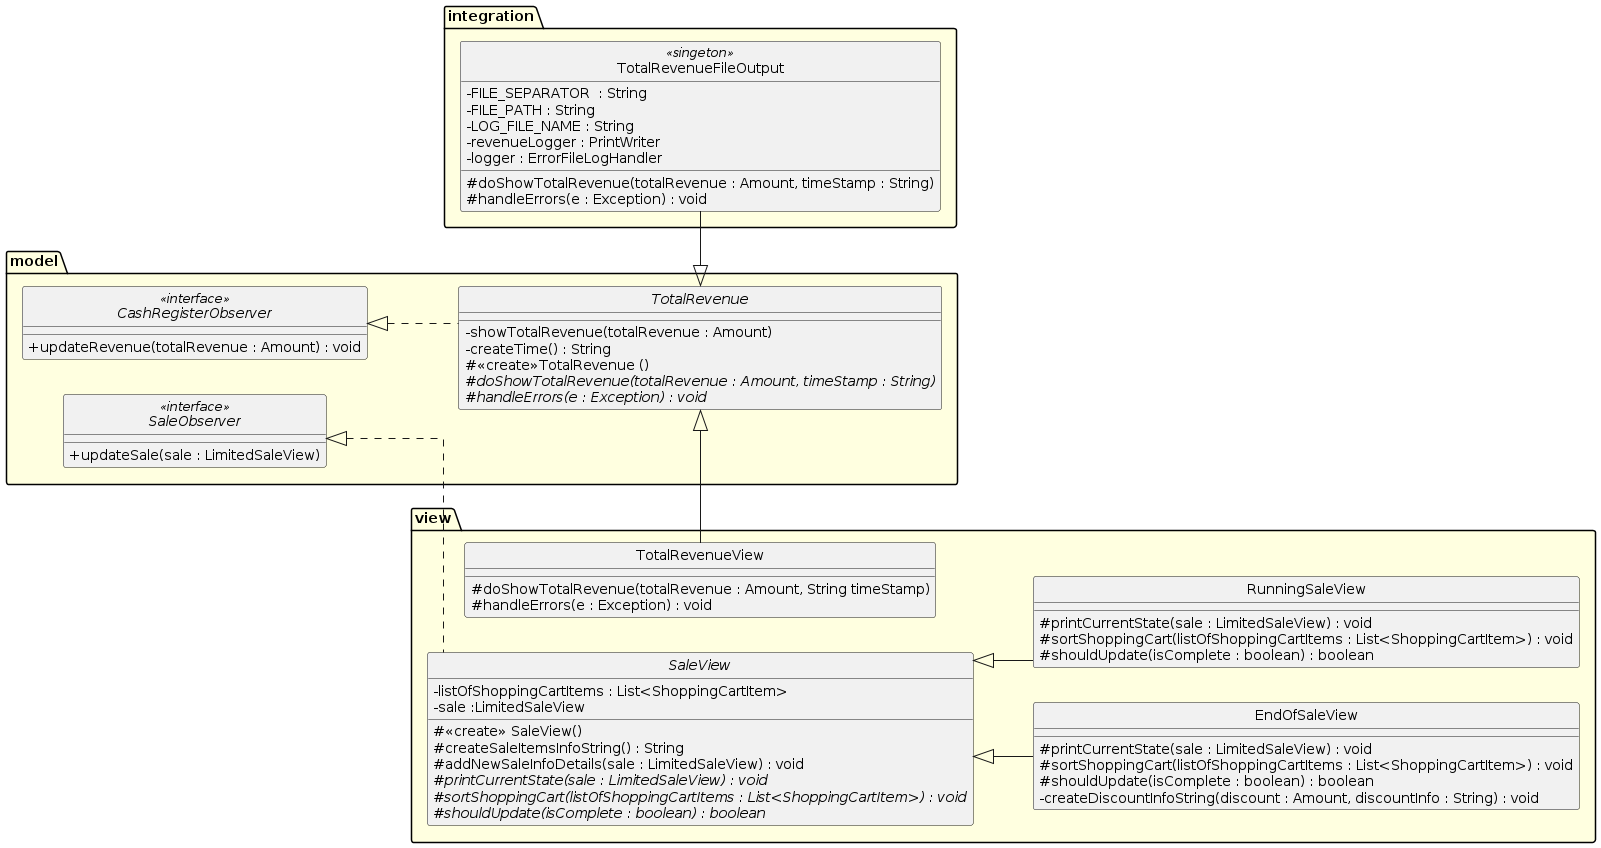 integration
«singeton»
TotalRevenueFileOutput
-FILE_SEPARATOR  : String
-FILE_PATH : String
-LOG_FILE_NAME : String
-revenueLogger : PrintWriter
-logger : ErrorFileLogHandler
#doShowTotalRevenue(totalRevenue : Amount, timeStamp : String)
#handleErrors(e : Exception) : void
model
«interface»
CashRegisterObserver
+updateRevenue(totalRevenue : Amount) : void
TotalRevenue
-showTotalRevenue(totalRevenue : Amount)
-createTime() : String
#«create»TotalRevenue ()
#doShowTotalRevenue(totalRevenue : Amount, timeStamp : String)
#handleErrors(e : Exception) : void
«interface»
SaleObserver
+updateSale(sale : LimitedSaleView)
view
TotalRevenueView
#doShowTotalRevenue(totalRevenue : Amount, String timeStamp)
#handleErrors(e : Exception) : void
RunningSaleView
#printCurrentState(sale : LimitedSaleView) : void
#sortShoppingCart(listOfShoppingCartItems : List<ShoppingCartItem>) : void
#shouldUpdate(isComplete : boolean) : boolean
SaleView
-listOfShoppingCartItems : List<ShoppingCartItem>
-sale :LimitedSaleView
#«create» SaleView()
#createSaleItemsInfoString() : String
#addNewSaleInfoDetails(sale : LimitedSaleView) : void
#printCurrentState(sale : LimitedSaleView) : void
#sortShoppingCart(listOfShoppingCartItems : List<ShoppingCartItem>) : void
#shouldUpdate(isComplete : boolean) : boolean
EndOfSaleView
#printCurrentState(sale : LimitedSaleView) : void
#sortShoppingCart(listOfShoppingCartItems : List<ShoppingCartItem>) : void
#shouldUpdate(isComplete : boolean) : boolean
-createDiscountInfoString(discount : Amount, discountInfo : String) : void